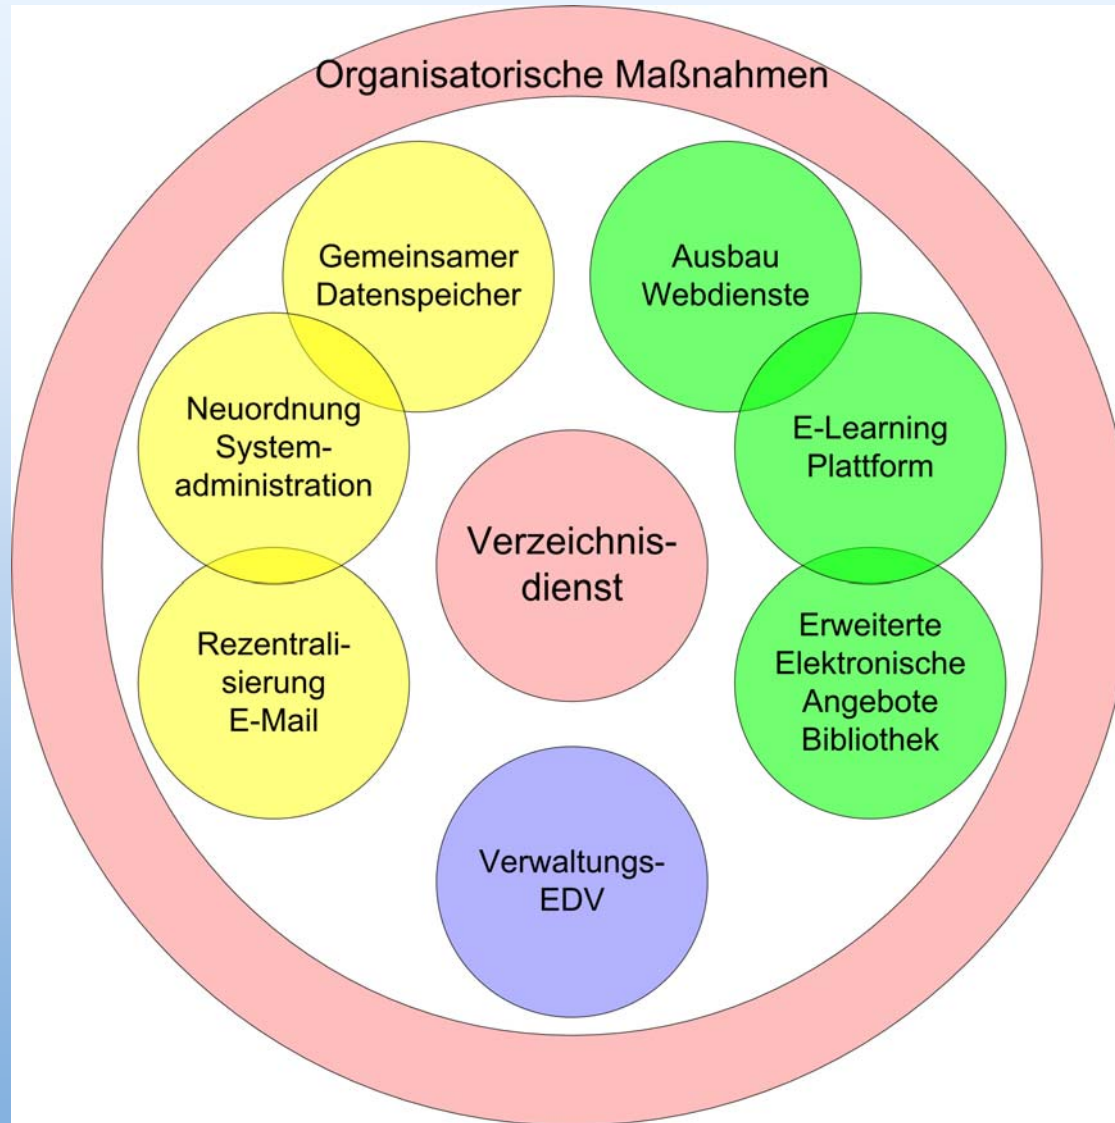 Organisatorische Maßnahmen
Gemeinsamer
Datenspeicher
Ausbau
Webdienste
Neuordnung
System-
administration
E-Learning
Plattform
Verzeichnis-
dienst
Rezentrali-
sierung
E-Mail
Erweiterte
Elektronische
Angebote
Bibliothek
Verwaltungs-
EDV